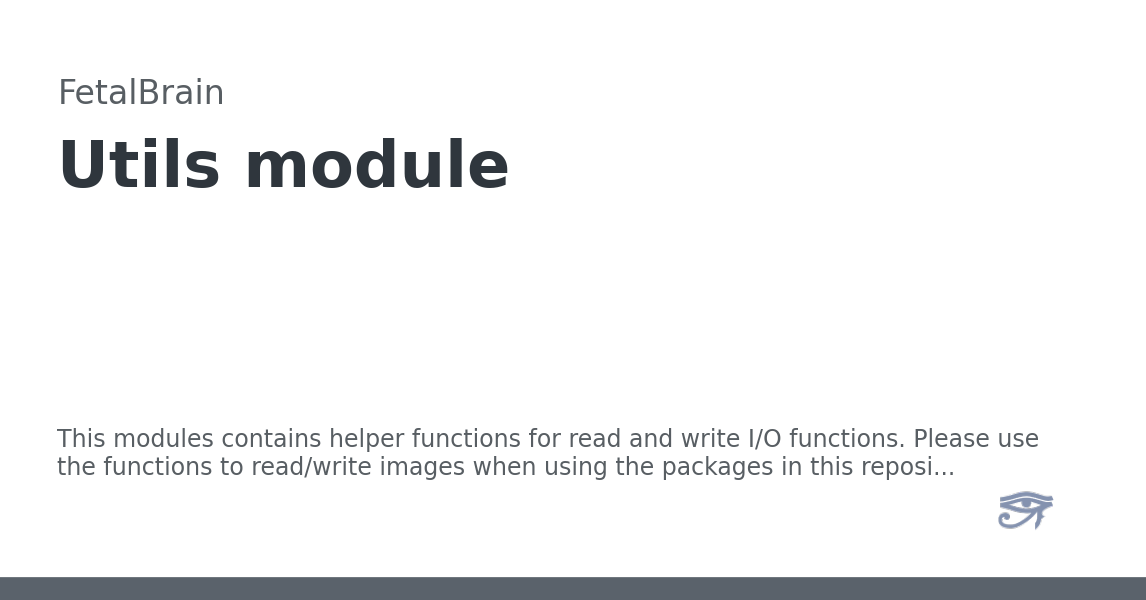 FetalBrain
Utils module
This modules contains helper functions for read and write I/O functions. Please use
the functions to read/write images when using the packages in this reposi...